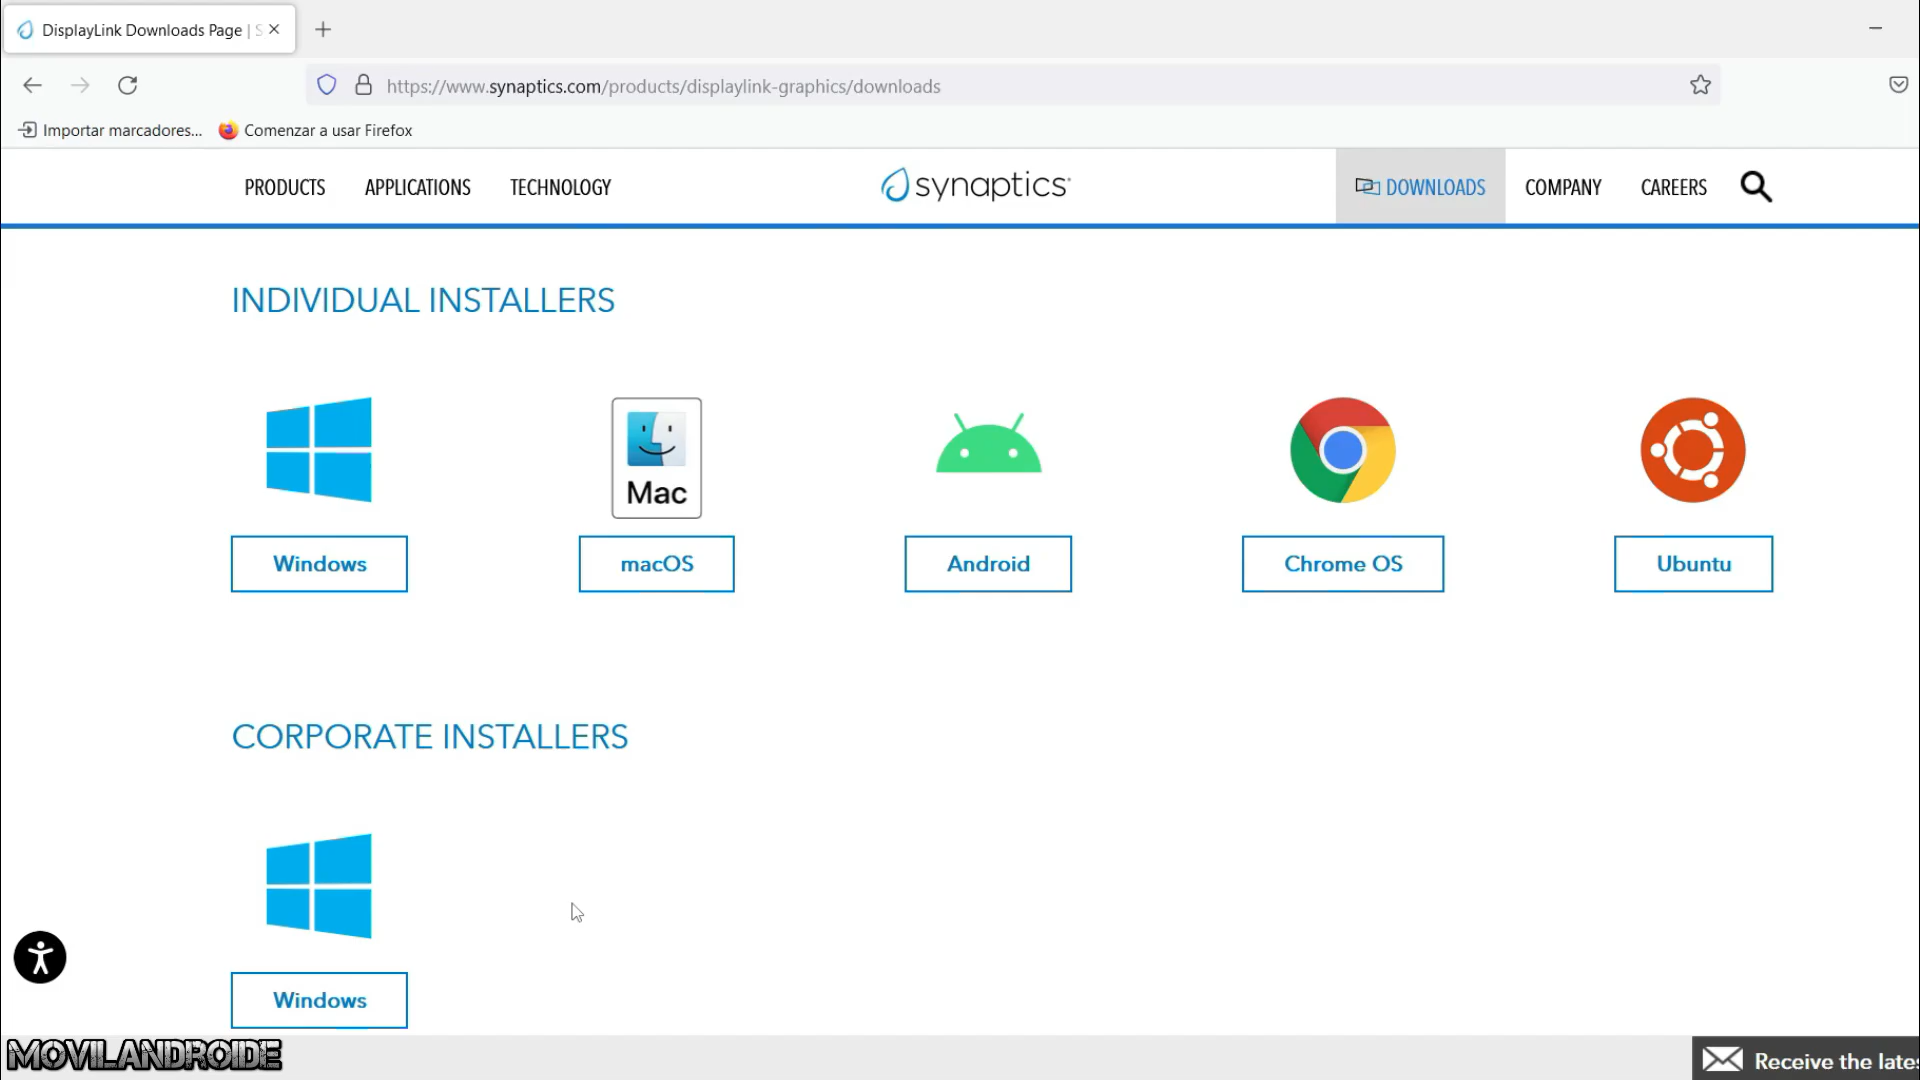 DisplayLink Downloads Page | S
https://www.synaptics.com/products/displaylink-graphics/downloads
Importar marcadores... Comenzar a usar Firefox
PRODUCTS APPLICATIONS TECHNOLOGY synaptics DOWNLOADS COMPANY CAREERS
INDIVIDUAL INSTALLERS
Mac
Windows macOS Android Chrome OS Ubuntu
CORPORATE INSTALLERS
Windows
MOVILANDROIDE
Receive the lates